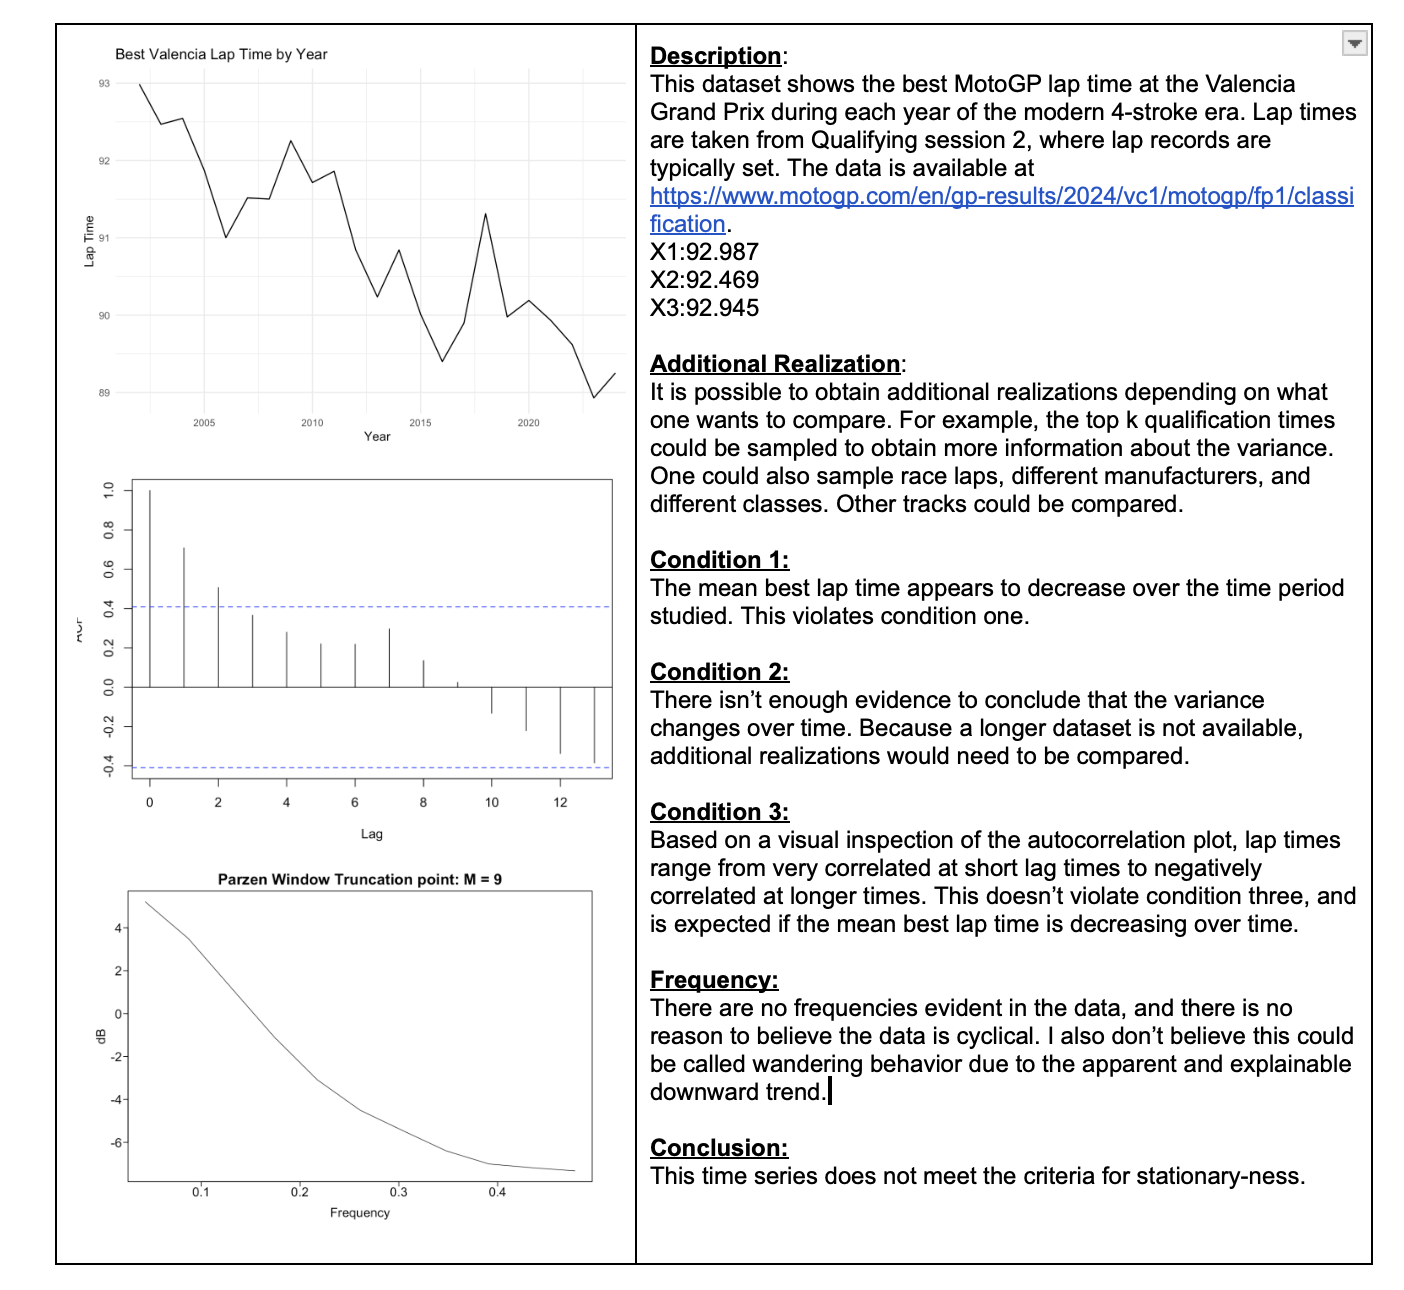 Best Valencia Lap Time by Year
93
92
91
90
89
Lap Time
2005 2010 2015 2020
Year
1.0
0.8
0.6
0.4
0.2
0.0
-0.2
-0.4
ACF
0 2 4 6 8 10 12
Lag
Parzen Window Truncation point: M = 9
4
2
0
-2
-4
-6
dB
0.1 0.2 0.3 0.4
Frequency
Description:
This dataset shows the best MotoGP lap time at the Valencia
Grand Prix during each year of the modern 4-stroke era. Lap times
are taken from Qualifying session 2, where lap records are
typically set. The data is available at
https://www.motogp.com/en/gp-results/2024/vc1/motogp/fp1/classi
fication.
X1:92.987
X2:92.469
X3:92.945
Additional Realization:
It is possible to obtain additional realizations depending on what
one wants to compare. For example, the top k qualification times
could be sampled to obtain more information about the variance.
One could also sample race laps, different manufacturers, and
different classes. Other tracks could be compared.
Condition 1:
The mean best lap time appears to decrease over the time period
studied. This violates condition one.
Condition 2:
There isn’t enough evidence to conclude that the variance
changes over time. Because a longer dataset is not available,
additional realizations would need to be compared.
Condition 3:
Based on a visual inspection of the autocorrelation plot, lap times
range from very correlated at short lag times to negatively
correlated at longer times. This doesn’t violate condition three, and
is expected if the mean best lap time is decreasing over time.
Frequency:
There are no frequencies evident in the data, and there is no
reason to believe the data is cyclical. I also don’t believe this could
be called wandering behavior due to the apparent and explainable
downward trend.
Conclusion:
This time series does not meet the criteria for stationary-ness.